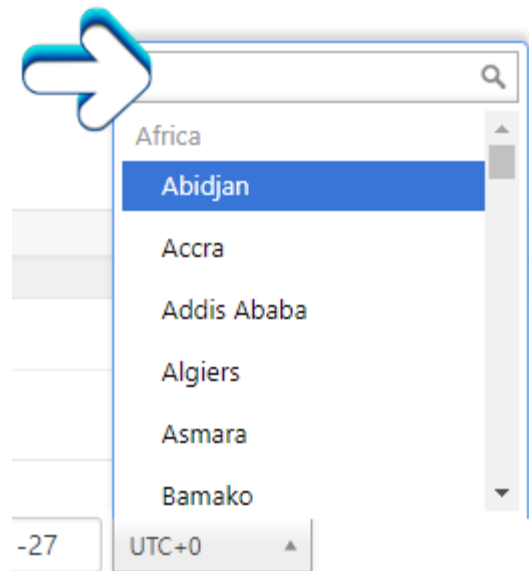 Africa
Abidjan
Accra
Addis Ababa
Algiers
Asmara
Bamako
-27 UTC+0